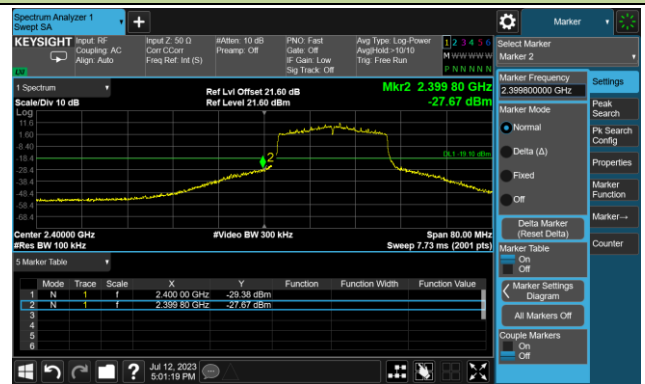 Spectrum Analyzer 1
Swept SA
Marker
KEYSIGHT
Input: RF
Coupling: AC
Align: Auto
Input Z: 50 Ω
Corr CCorr
Freq Ref: Int (S)
#Atten: 10 dB
Preamp: Off
PNO: Fast
Gate: Off
IF Gain: Low
Sig Track: Off
Avg Type: Log-Power
Avg|Hold:>10/10
Trig: Free Run
1 2 3 4 5 6
M W W W W W
P N N N N N
LW
1 Spectrum
Scale/Div 10 dB
Log
Ref Lvl Offset 21.60 dB
Ref Level 21.60 dBm
Mkr2 2.399 80 GHz
-27.67 dBm
11.6
1.60
-8.40
-18.4
-28.4
-38.4
-48.4
-58.4
-68.4
2
DL1 -19.10 dBm
Center 2.40000 GHz
#Res BW 100 kHz
#Video BW 300 kHz
Span 80.00 MHz
Sweep 7.73 ms (2001 pts)
5 Marker Table
Mode Trace Scale X Y Function Function Width Function Value
1 N 1 f 2.400 00 GHz -29.38 dBm
2 N 1 f 2.399 80 GHz -27.67 dBm
3
4
5
6
Select Marker
Marker 2
Marker Frequency
2.399800000 GHz
Marker Mode
Normal
Delta (Δ)
Fixed
Off
Delta Marker
(Reset Delta)
Marker Table
On
Off
Marker Settings
Diagram
All Markers Off
Couple Markers
On
Off
Settings
Peak
Search
Pk Search
Config
Properties
Marker
Function
Marker→
Counter
Jul 12, 2023
5:01:19 PM